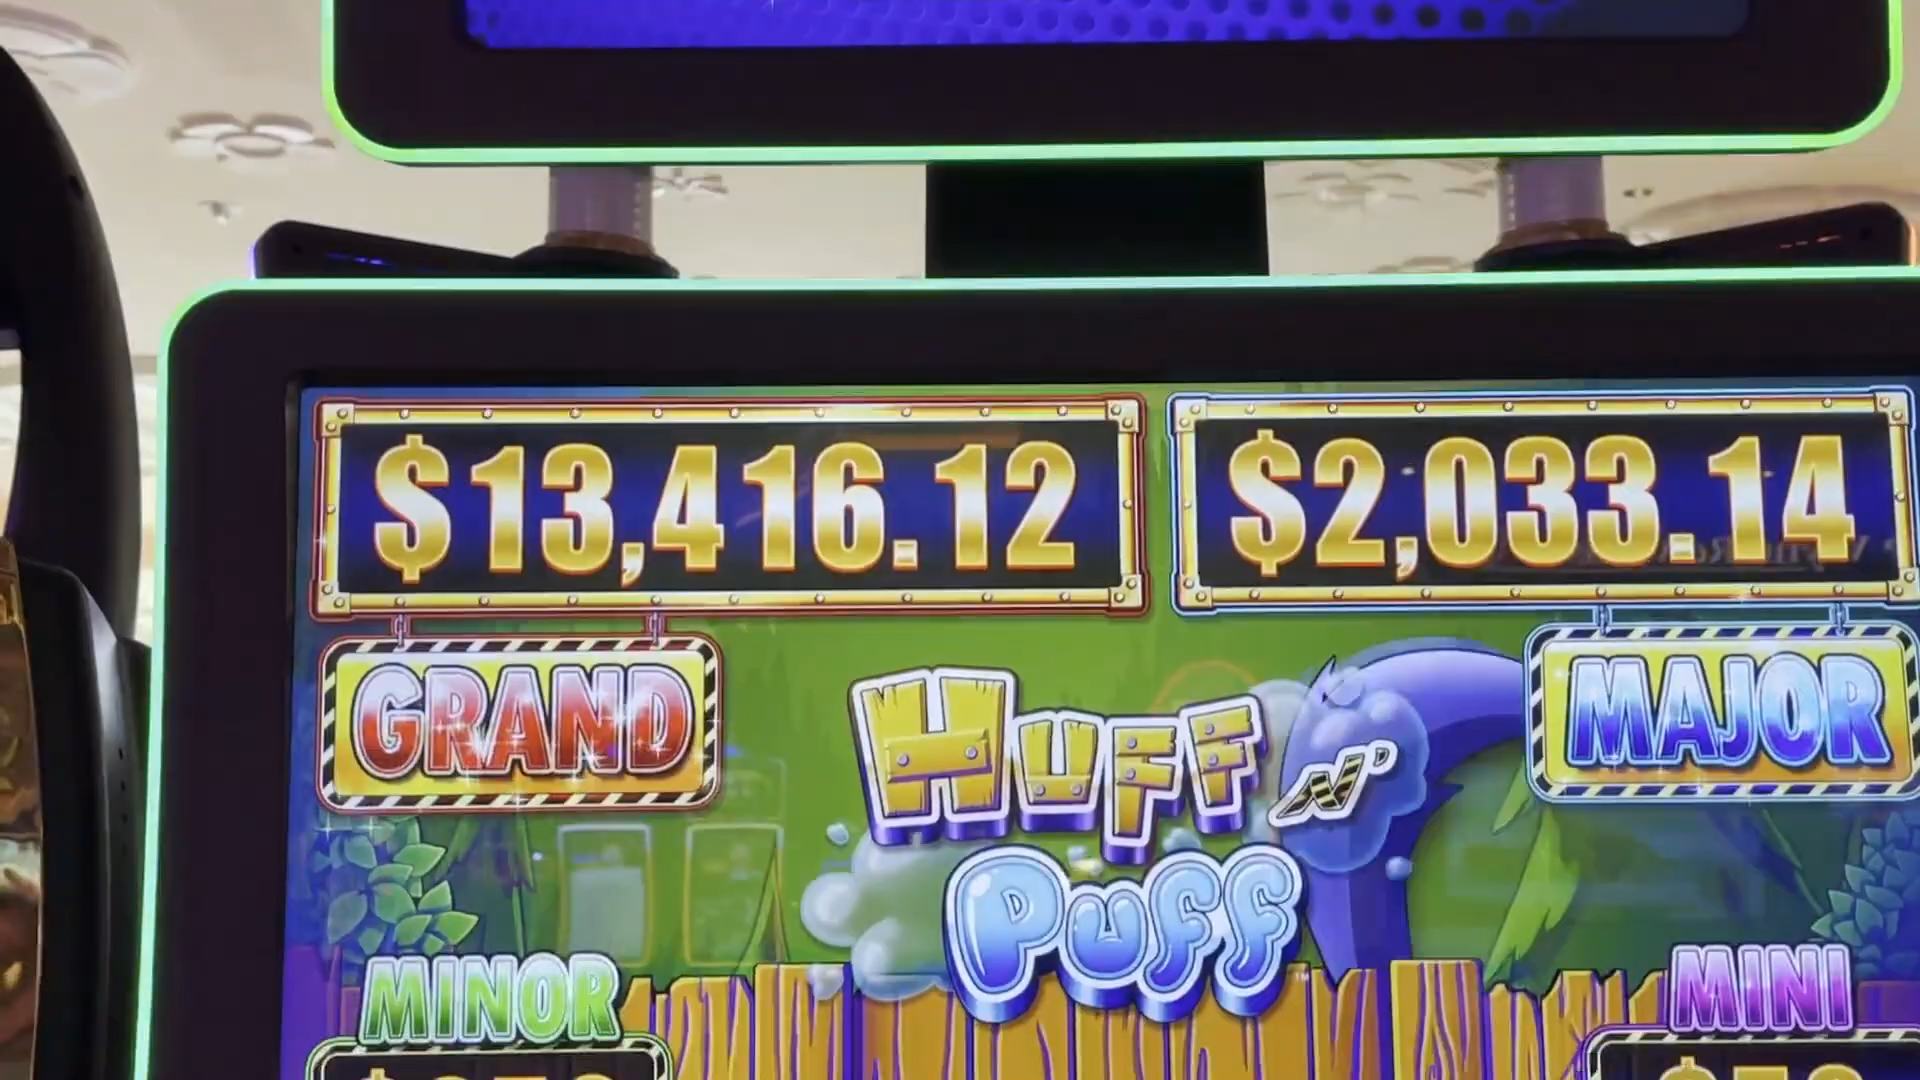 $13,416.12
$2,033.14
GRAND
MAJOR
HUFF N'
PUFF
MINOR
MINI